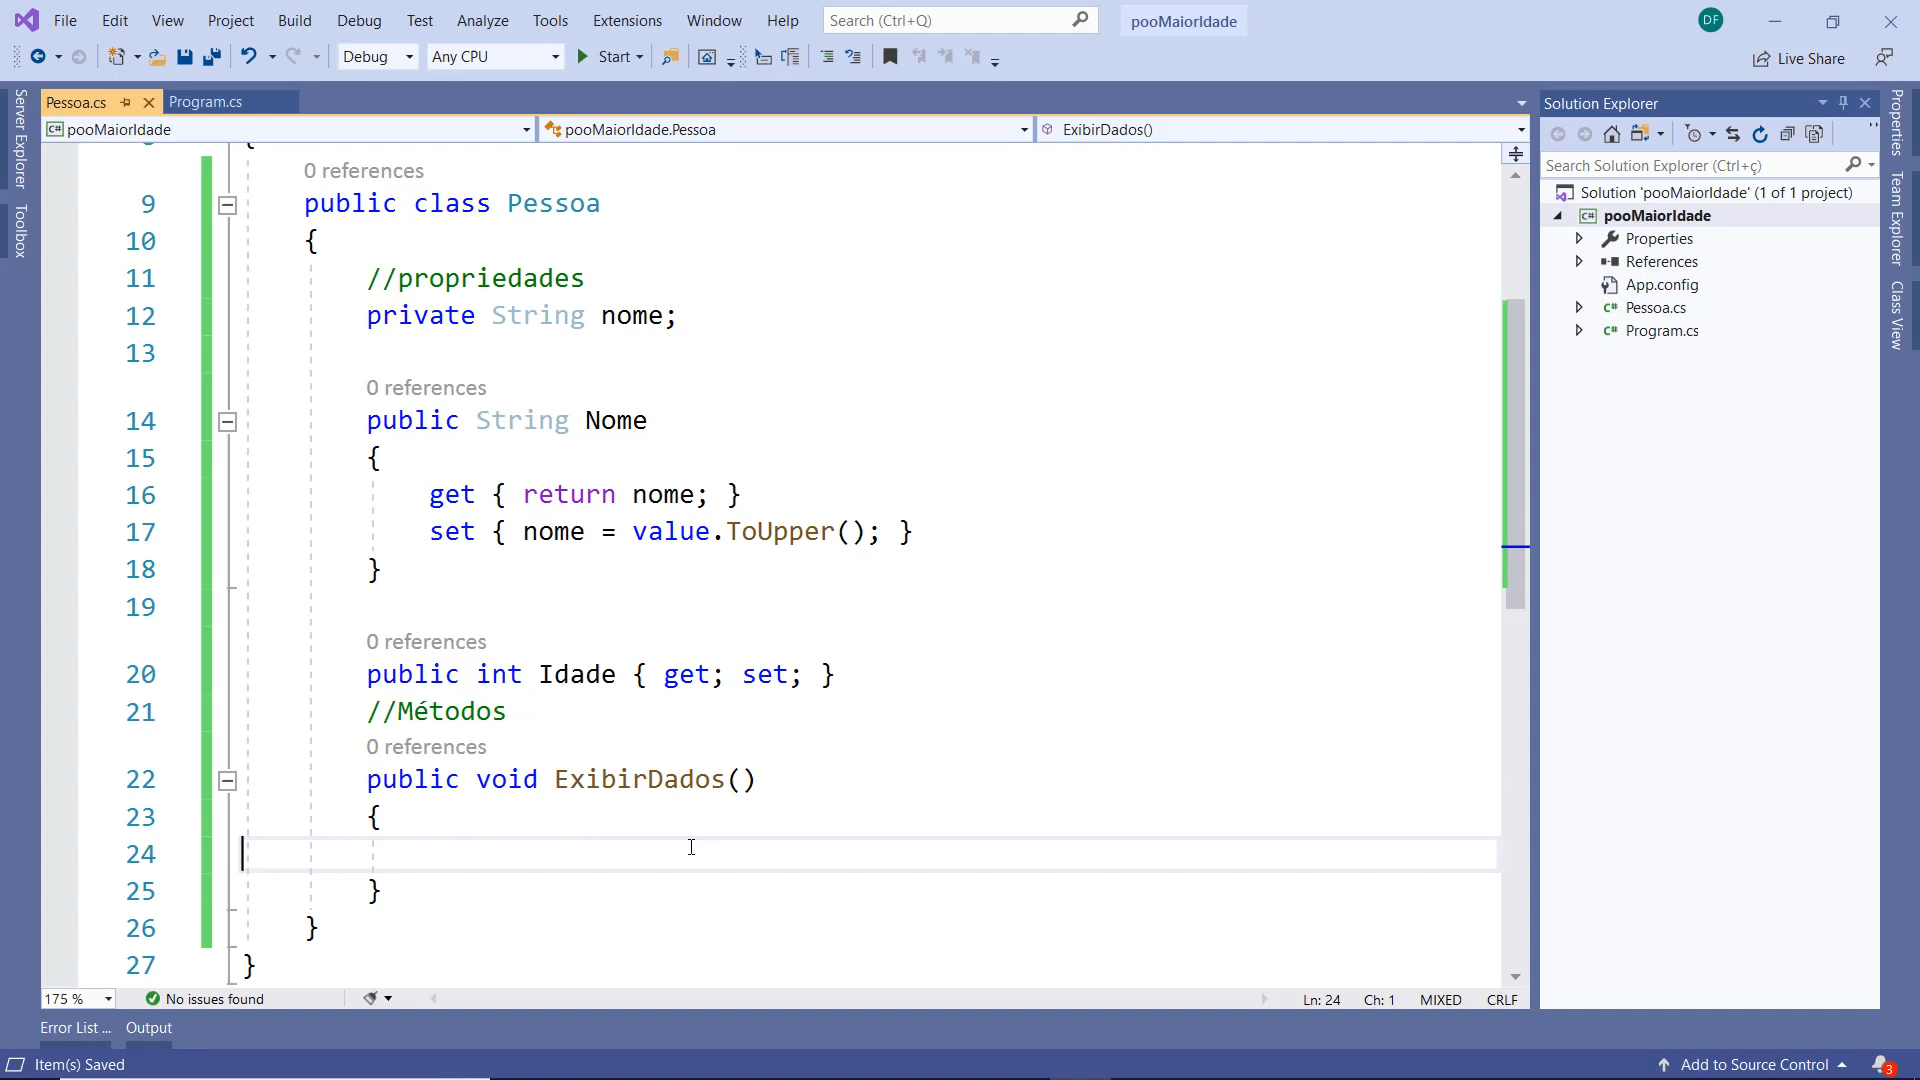 File Edit View Project Build Debug Test Analyze Tools Extensions Window Help Search (Ctrl+Q) pooMaiorIdade DF
Debug Any CPU Start Live Share
Server Explorer
Toolbox
Pessoa.cs Program.cs
pooMaiorIdade pooMaiorIdade.Pessoa ExibirDados()
{
0 references
9 public class Pessoa
10 {
11 //propriedades
12 private String nome;
13
0 references
14 public String Nome
15 {
16 get { return nome; }
17 set { nome = value.ToUpper(); }
18 }
19
0 references
20 public int Idade { get; set; }
21 //Métodos
0 references
22 public void ExibirDados()
23 {
24
25 }
26 }
27 }
175 % No issues found Ln: 24 Ch: 1 MIXED CRLF
Solution Explorer
Search Solution Explorer (Ctrl+ç)
Solution 'pooMaiorIdade' (1 of 1 project)
pooMaiorIdade
Properties
References
App.config
Pessoa.cs
Program.cs
Properties
Team Explorer
Class View
Error List ... Output
Item(s) Saved Add to Source Control 3